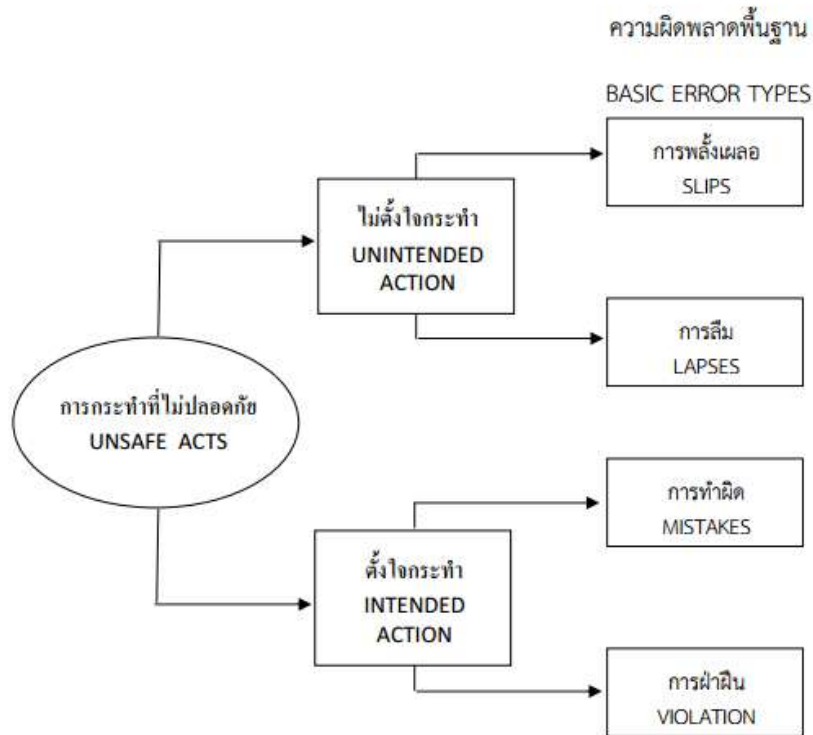 ความผิดพลาดพื้นฐาน
BASIC ERROR TYPES
การพลั้งเผลอ
SLIPS
ไม่ตั้งใจกระทำ
UNINTENDED
ACTION
การลืม
LAPSES
การกระทำที่ไม่ปลอดภัย
UNSAFE ACTS
การทำผิด
MISTAKES
ตั้งใจกระทำ
INTENDED
ACTION
การฝ่าฝืน
VIOLATION